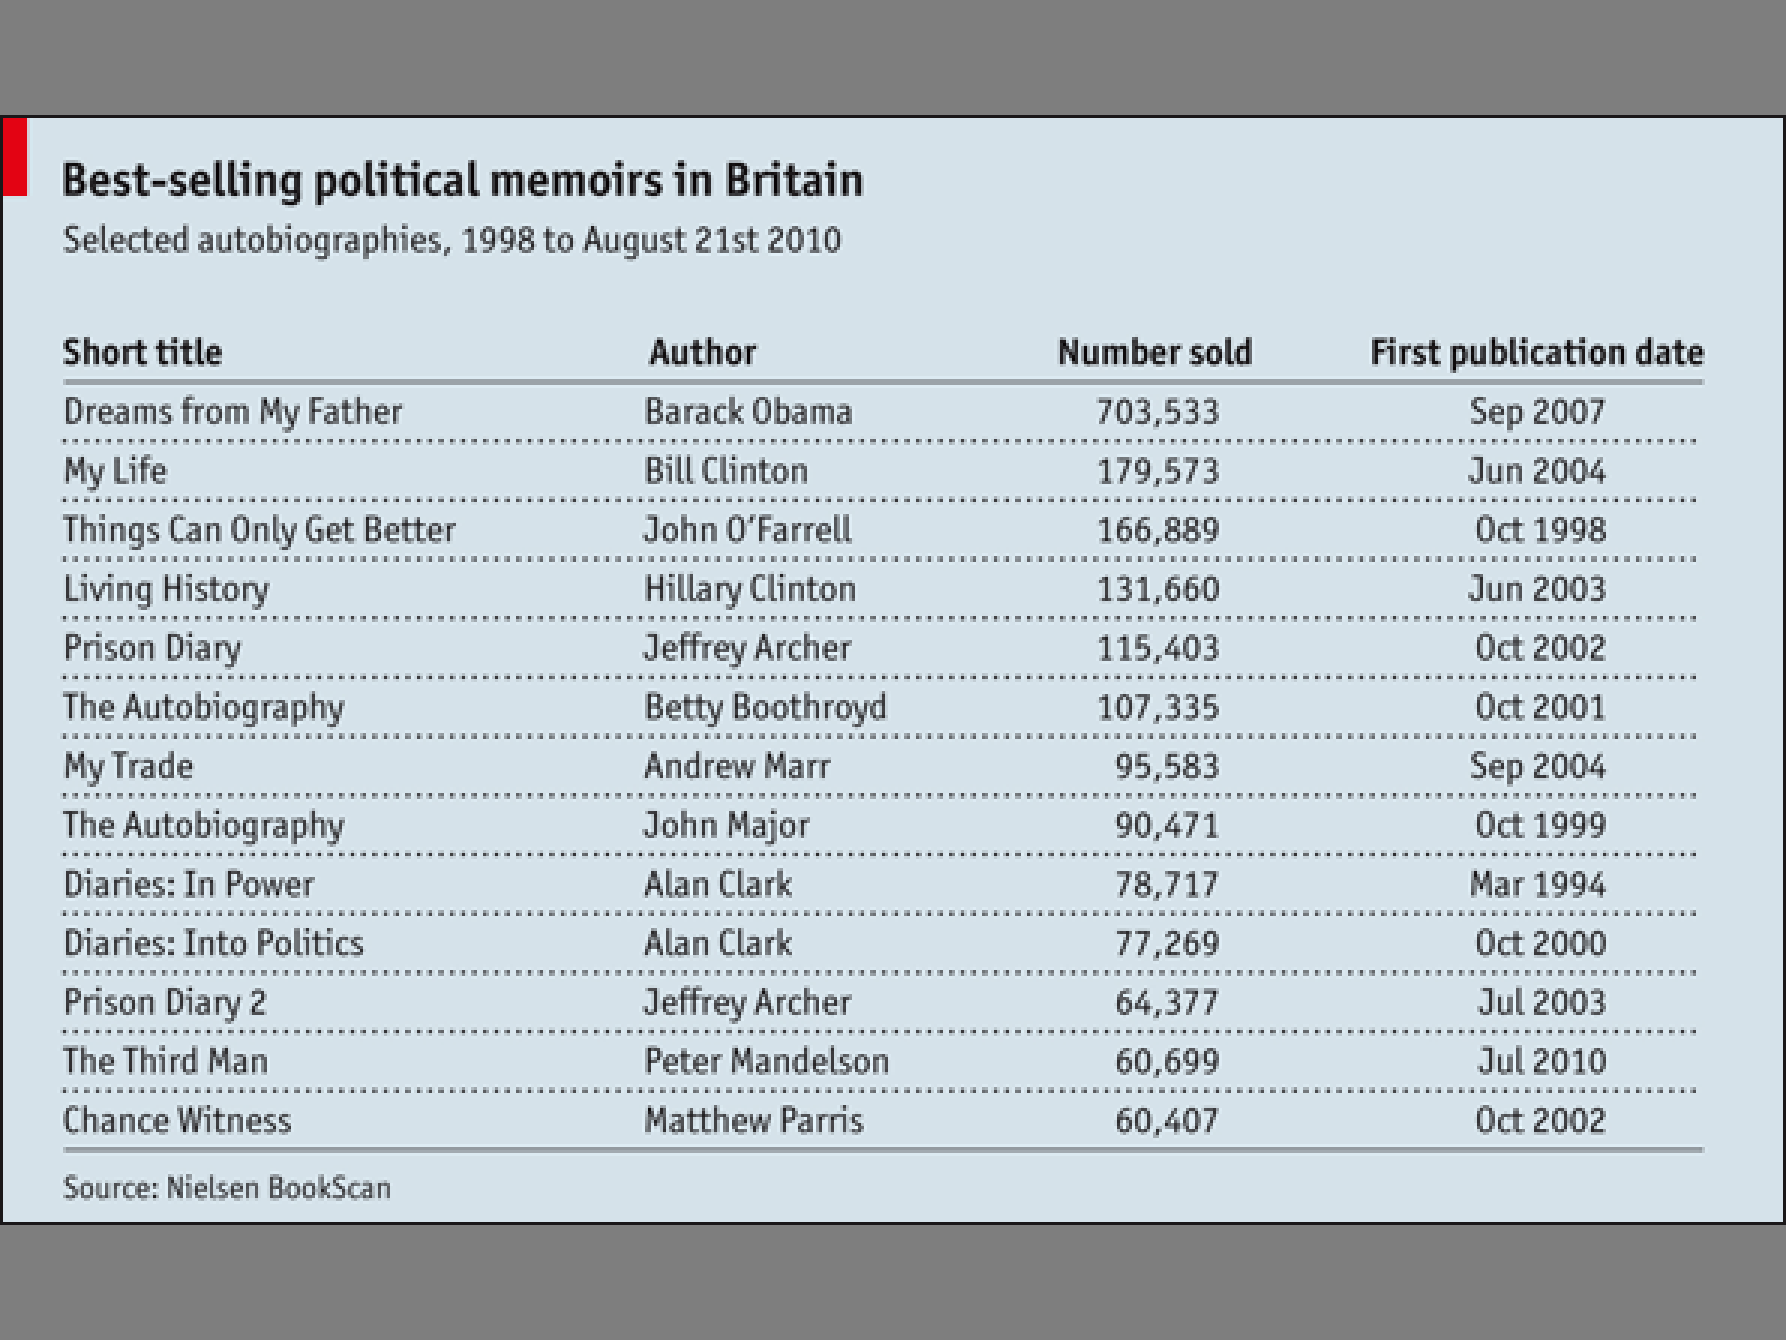 Best-selling political memoirs in Britain
Selected autobiographies, 1998 to August 21st 2010
Short title Author Number sold First publication date
Dreams from My Father Barack Obama 703,533 Sep 2007
My Life Bill Clinton 179,573 Jun 2004
Things Can Only Get Better John O'Farrell 166,889 Oct 1998
Living History Hillary Clinton 131,660 Jun 2003
Prison Diary Jeffrey Archer 115,403 Oct 2002
The Autobiography Betty Boothroyd 107,335 Oct 2001
My Trade Andrew Marr 95,583 Sep 2004
The Autobiography John Major 90,471 Oct 1999
Diaries: In Power Alan Clark 78,717 Mar 1994
Diaries: Into Politics Alan Clark 77,269 Oct 2000
Prison Diary 2 Jeffrey Archer 64,377 Jul 2003
The Third Man Peter Mandelson 60,699 Jul 2010
Chance Witness Matthew Parris 60,407 Oct 2002
Source: Nielsen BookScan